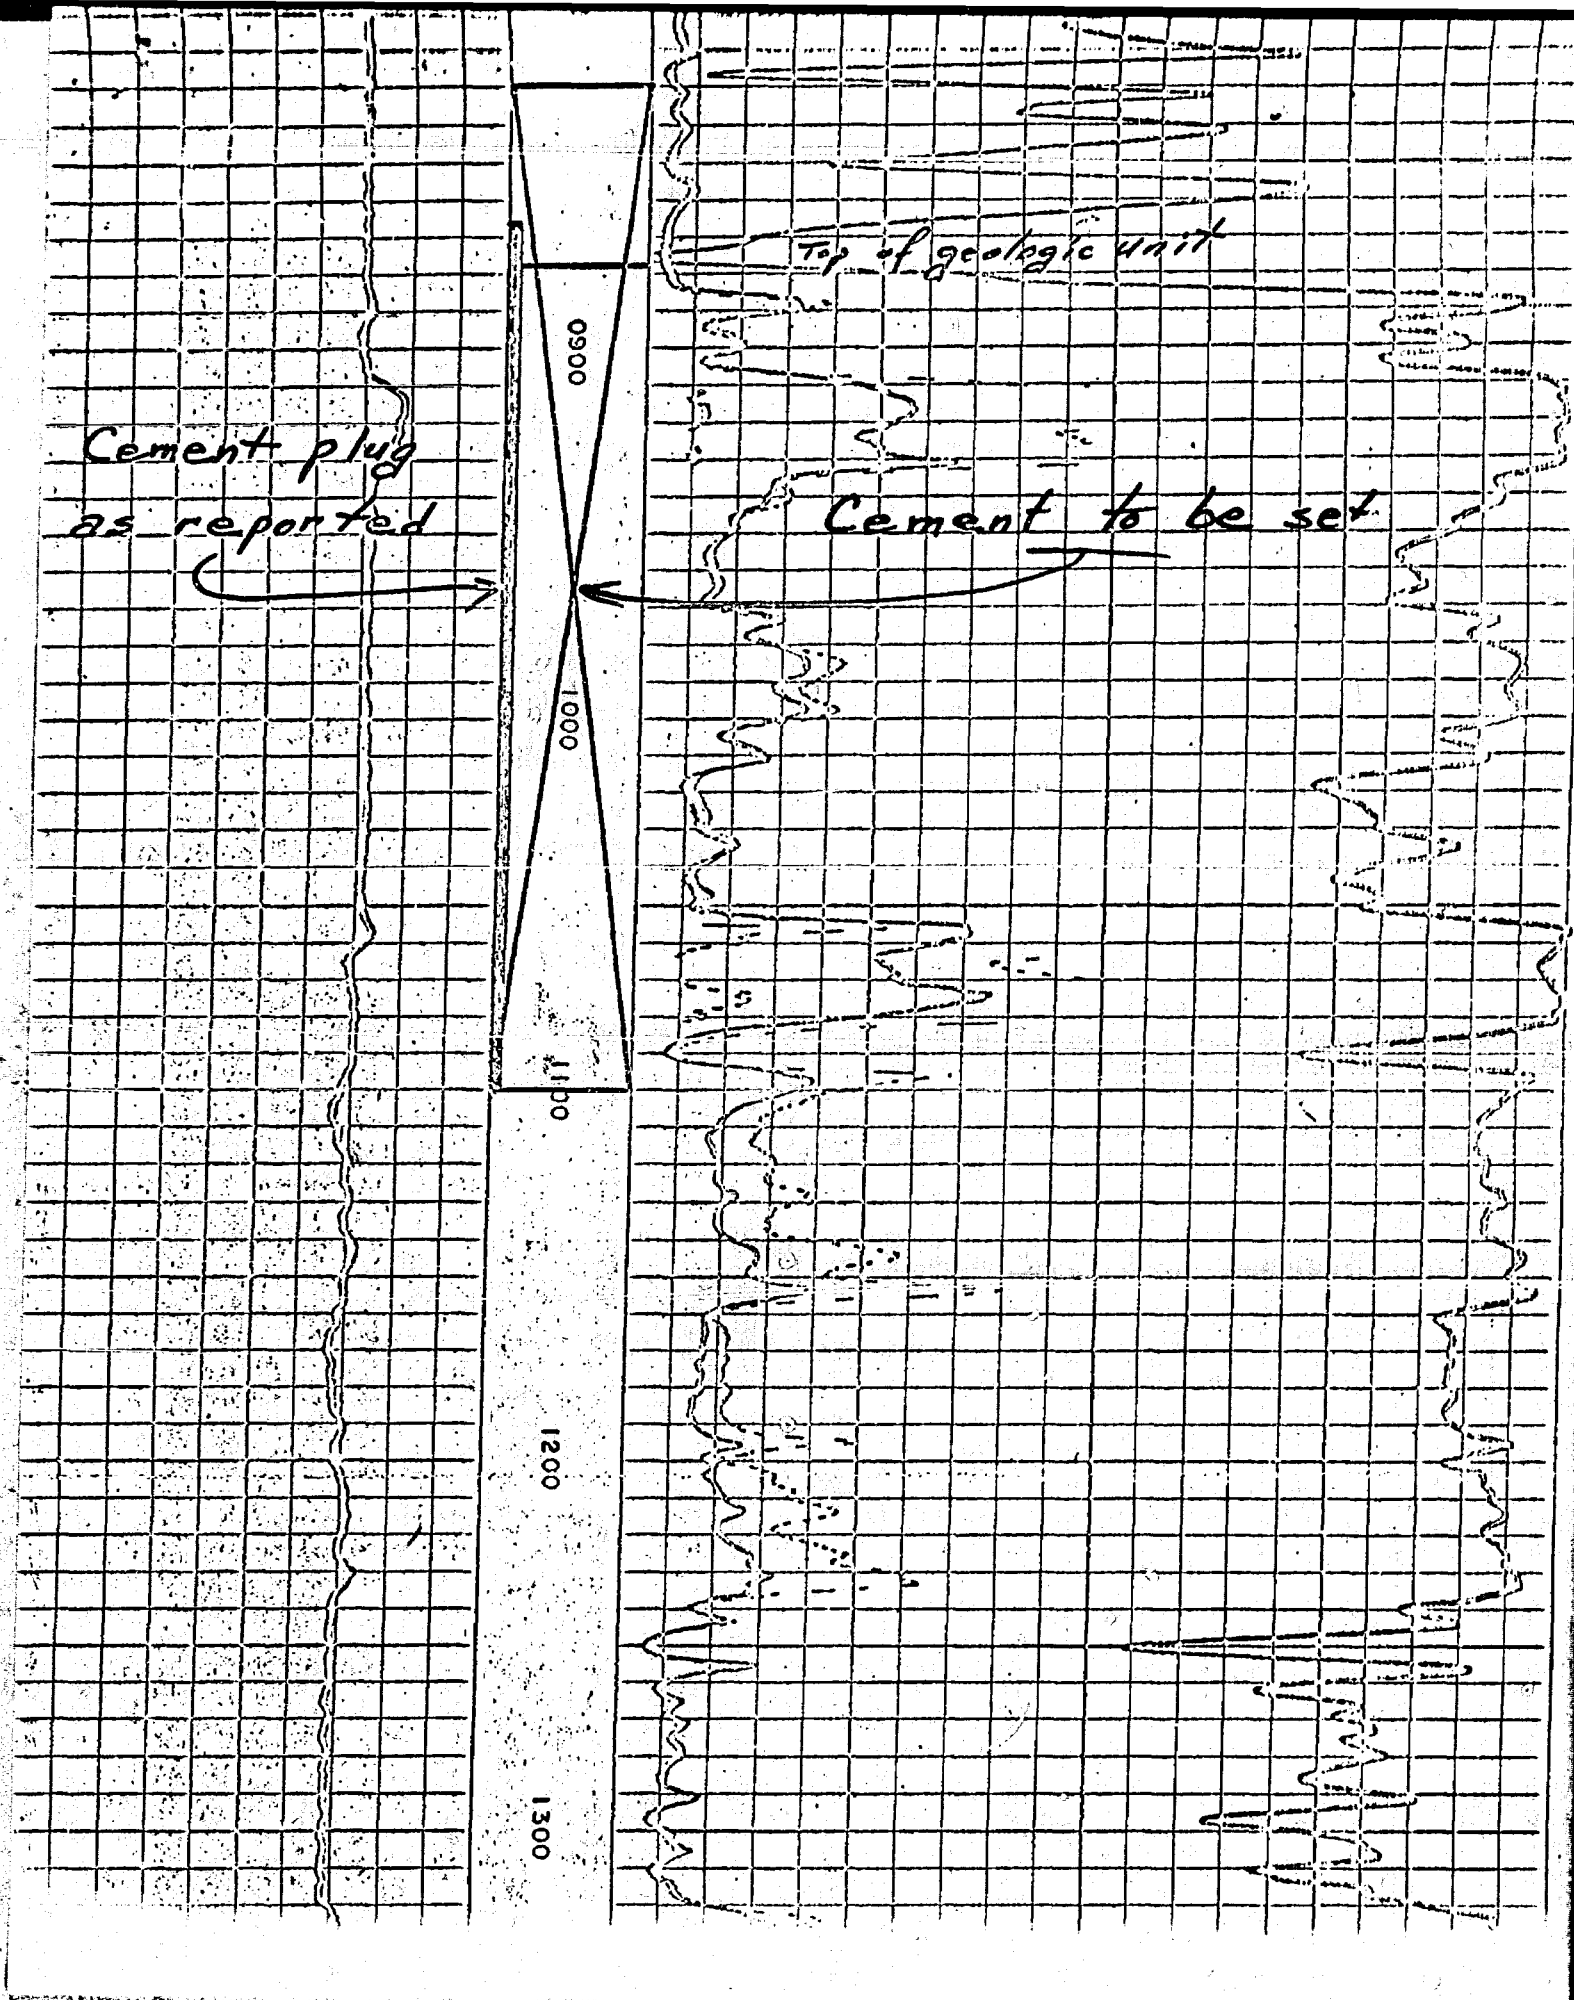 Top of geologic unit
0900
Cement plug
as reported
Cement to be set
1000
1100
1200
1300